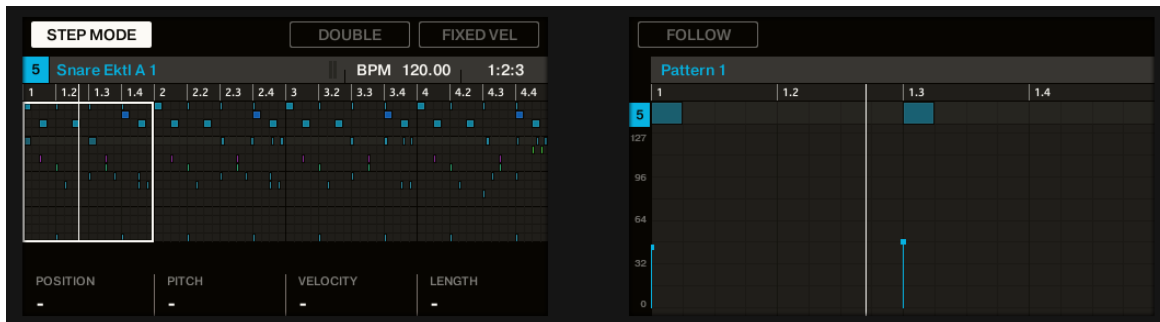 STEP MODE DOUBLE FIXED VEL
5 Snare Ektl A 1 BPM 120.00 1:2:3
1 1.2 1.3 1.4 2 2.2 2.3 2.4 3 3.2 3.3 3.4 4 4.2 4.3 4.4
POSITION PITCH VELOCITY LENGTH
- - - -
FOLLOW
Pattern 1
1 1.2 1.3 1.4
5
127
96
64
32
0